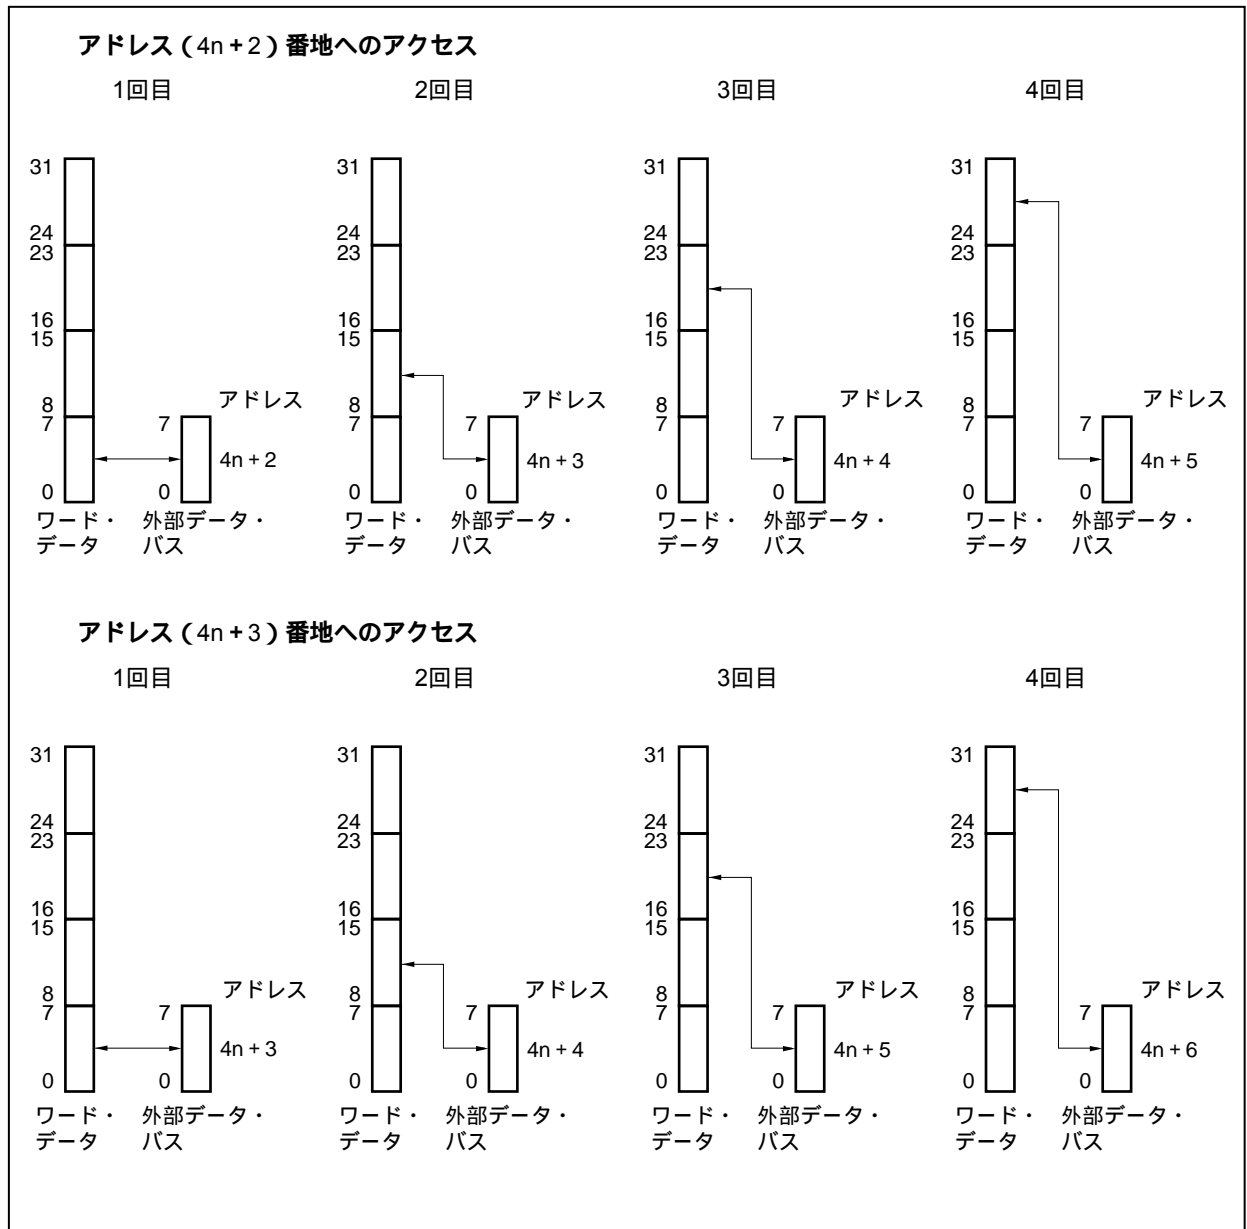 アドレス（4n＋2）番地へのアクセス
1回目 2回目 3回目 4回目
31 31 31 31
24 24 24 24
23 23 23 23
16 16 16 16
15 15 15 15
アドレス アドレス アドレス アドレス
8 8 8 8
7 7 7 7 7 7 7 7
4n＋2 4n＋3 4n＋4 4n＋5
0 0 0 0 0 0 0 0
ワード・ 外部データ・ ワード・ 外部データ・ ワード・ 外部データ・ ワード・ 外部データ・
データ バス データ バス データ バス データ バス
アドレス（4n＋3）番地へのアクセス
1回目 2回目 3回目 4回目
31 31 31 31
24 24 24 24
23 23 23 23
16 16 16 16
15 15 15 15
アドレス アドレス アドレス アドレス
8 8 8 8
7 7 7 7 7 7 7 7
4n＋3 4n＋4 4n＋5 4n＋6
0 0 0 0 0 0 0 0
ワード・ 外部データ・ ワード・ 外部データ・ ワード・ 外部データ・ ワード・ 外部データ・
データ バス データ バス データ バス データ バス